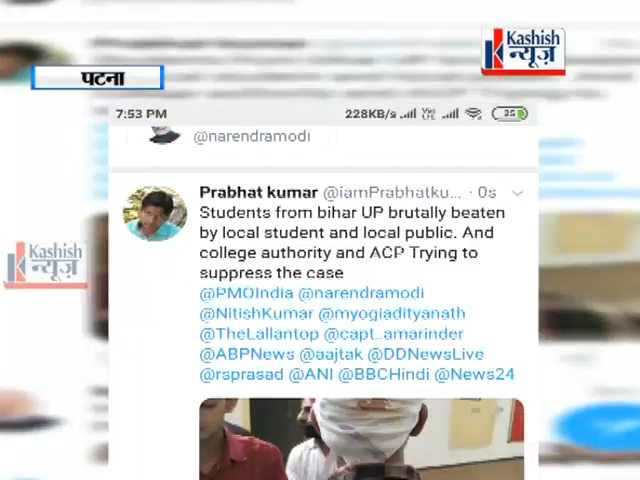 Kashish
न्यूज़
पटना
7:53 PM 228KB/s VoLTE 25
@narendramodi
Prabhat kumar @iamPrabhatku... · 0s
Students from bihar UP brutally beaten
by local student and local public. And
college authority and ACP Trying to
suppress the case
@PMOIndia @narendramodi
@NitishKumar @myogiadityanath
@TheLallantop @capt_amarinder
@ABPNews @aajtak @DDNewsLive
@rsprasad @ANI @BBCHindi @News24
Kashish
न्यूज़